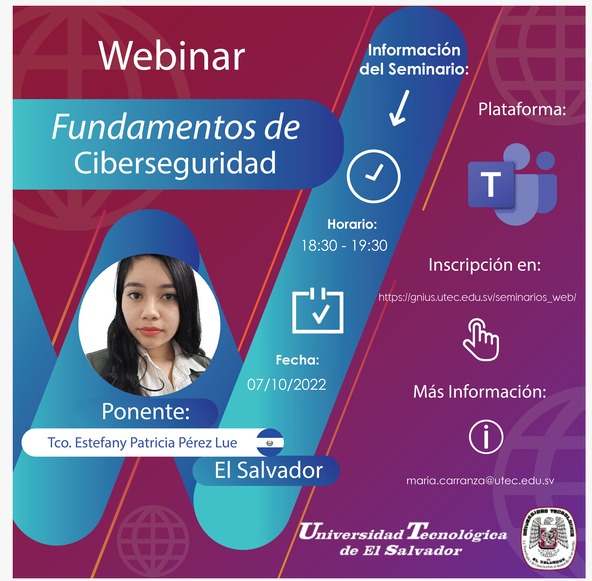 Webinar
Fundamentos de
Ciberseguridad
Ponente:
Tco. Estefany Patricia Pérez Lue
El Salvador
Información
del Seminario:
Horario:
18:30 - 19:30
Fecha:
07/10/2022
Plataforma:
T
Inscripción en:
https://gnius.utec.edu.sv/seminarios_web/
Más Información:
i
maria.carranza@utec.edu.sv
Universidad Tecnológica
de El Salvador